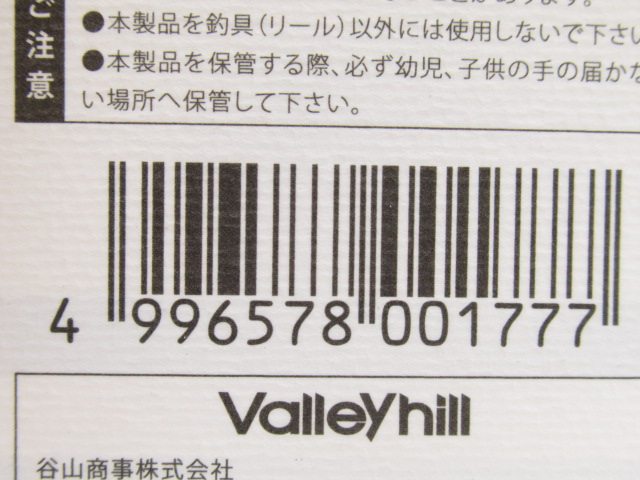 ご注意
●本製品を釣具(リール)以外には使用しないで下さい
●本製品を保管する際、必ず幼児、子供の手の届かな
い場所へ保管して下さい。
4 996578 001777
Valleyhill
谷山商事株式会社